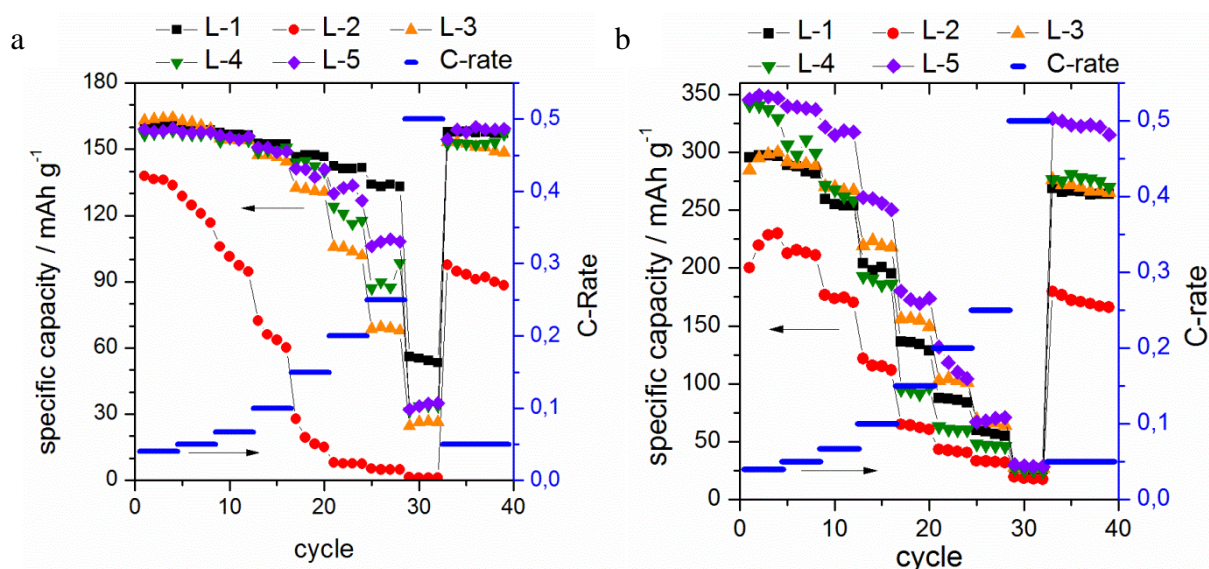 a
L-1 L-2 L-3
L-4 L-5 C-rate
180
150
120
90
60
30
0
0,5
0,4
0,3
0,2
0,1
0,0
specific capacity / mAh g⁻¹
C-Rate
0 10 20 30 40
cycle
b
L-1 L-2 L-3
L-4 L-5 C-rate
350
300
250
200
150
100
50
0
0,5
0,4
0,3
0,2
0,1
0,0
specific capacity / mAh g⁻¹
C-rate
0 10 20 30 40
cycle